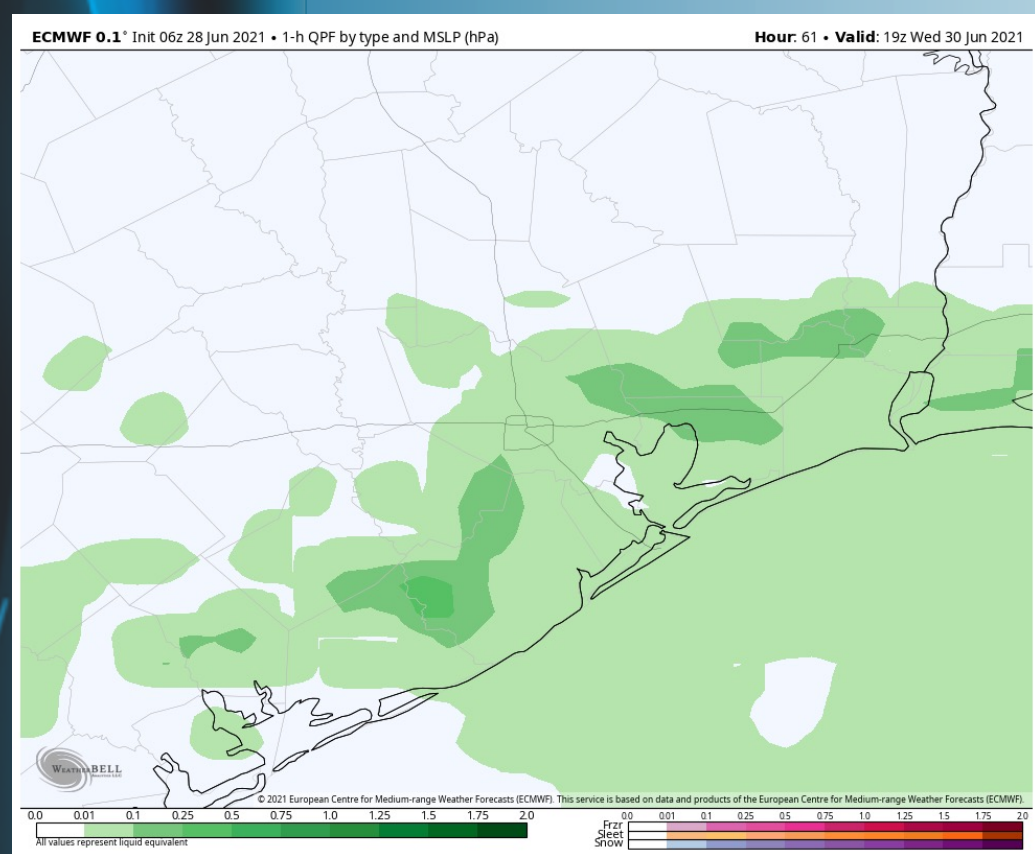 ECMWF 0.1° Init 06z 28 Jun 2021 • 1-h QPF by type and MSLP (hPa)
Hour: 61 • Valid: 19z Wed 30 Jun 2021
WEATHERBELL
© 2021 European Centre for Medium-range Weather Forecasts (ECMWF). This service is based on data and products of the European Centre for Medium-range Weather Forecasts (ECMWF).
0.0 0.01 0.1 0.25 0.5 0.75 1.0 1.25 1.5 1.75 2.0
All values represent liquid equivalent
0.0 0.01 0.1 0.25 0.5 0.75 1.0 1.25 1.5 1.75 2.0
Frzr
Sleet
Snow